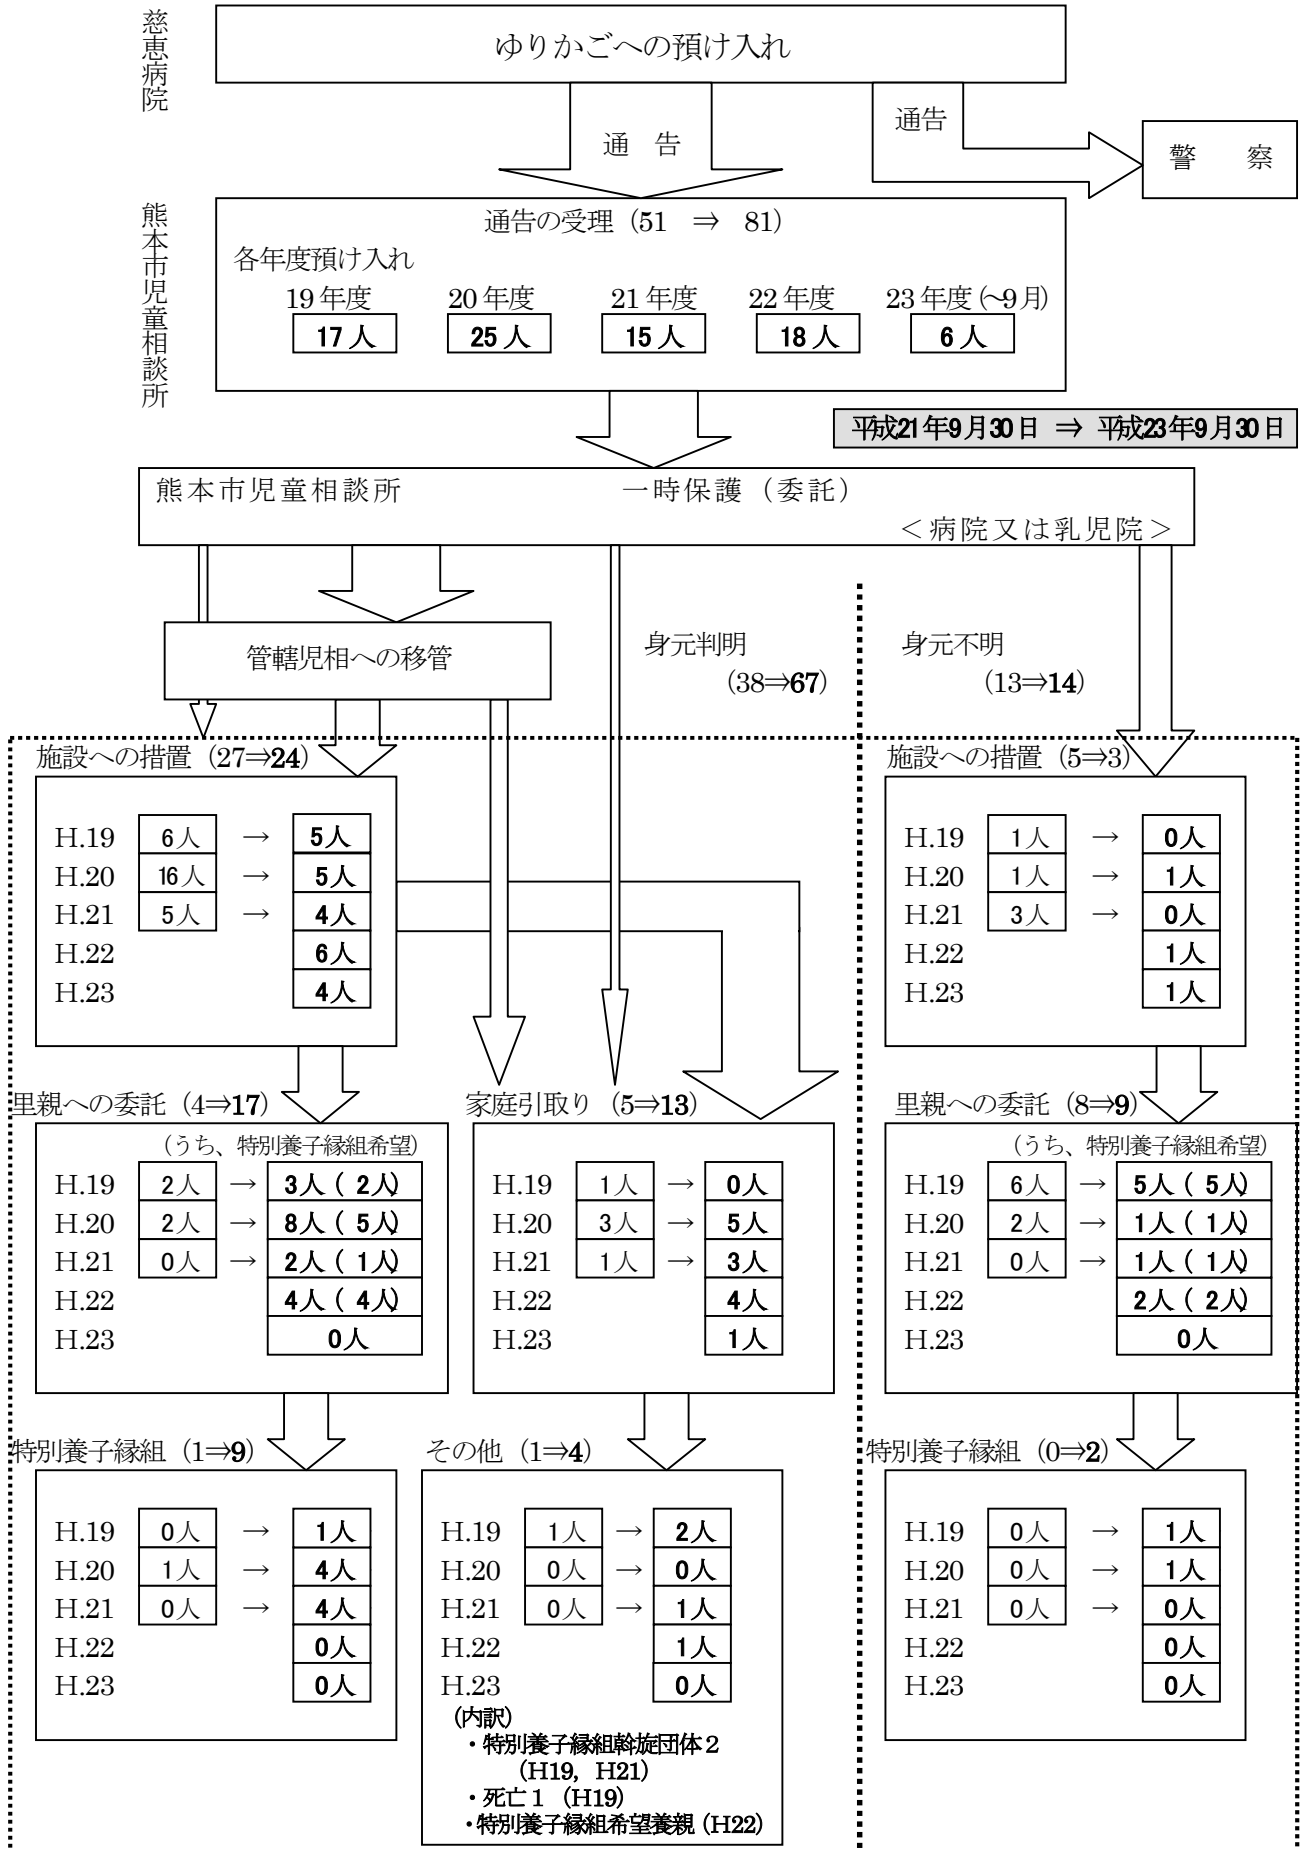 慈恵病院
ゆりかごへの預け入れ
通　告
通告
警　察
熊本市児童相談所
通告の受理（51　⇒　81）
各年度預け入れ
19年度　20年度　21年度　22年度　23年度（～9月）
17人　25人　15人　18人　6人
平成21年9月30日　⇒　平成23年9月30日
熊本市児童相談所　一時保護（委託）
＜病院又は乳児院＞
管轄児相への移管
身元判明
（38⇒67）
身元不明
（13⇒14）
施設への措置（27⇒24）
H.19　6人　→　5人
H.20　16人　→　5人
H.21　5人　→　4人
H.22　6人
H.23　4人
施設への措置（5⇒3）
H.19　1人　→　0人
H.20　1人　→　1人
H.21　3人　→　0人
H.22　1人
H.23　1人
里親への委託（4⇒17）
（うち、特別養子縁組希望）
H.19　2人　→　3人（ 2人）
H.20　2人　→　8人（ 5人）
H.21　0人　→　2人（ 1人）
H.22　4人（ 4人）
H.23　0人
家庭引取り（5⇒13）
H.19　1人　→　0人
H.20　3人　→　5人
H.21　1人　→　3人
H.22　4人
H.23　1人
里親への委託（8⇒9）
（うち、特別養子縁組希望）
H.19　6人　→　5人（ 5人）
H.20　2人　→　1人（ 1人）
H.21　0人　→　1人（ 1人）
H.22　2人（ 2人）
H.23　0人
特別養子縁組（1⇒9）
H.19　0人　→　1人
H.20　1人　→　4人
H.21　0人　→　4人
H.22　0人
H.23　0人
その他（1⇒4）
H.19　1人　→　2人
H.20　0人　→　0人
H.21　0人　→　1人
H.22　1人
H.23　0人
（内訳）
・特別養子縁組斡旋団体２
（H19，H21）
・死亡１（H19）
・特別養子縁組希望養親（H22）
特別養子縁組（0⇒2）
H.19　0人　→　1人
H.20　0人　→　1人
H.21　0人　→　0人
H.22　0人
H.23　0人